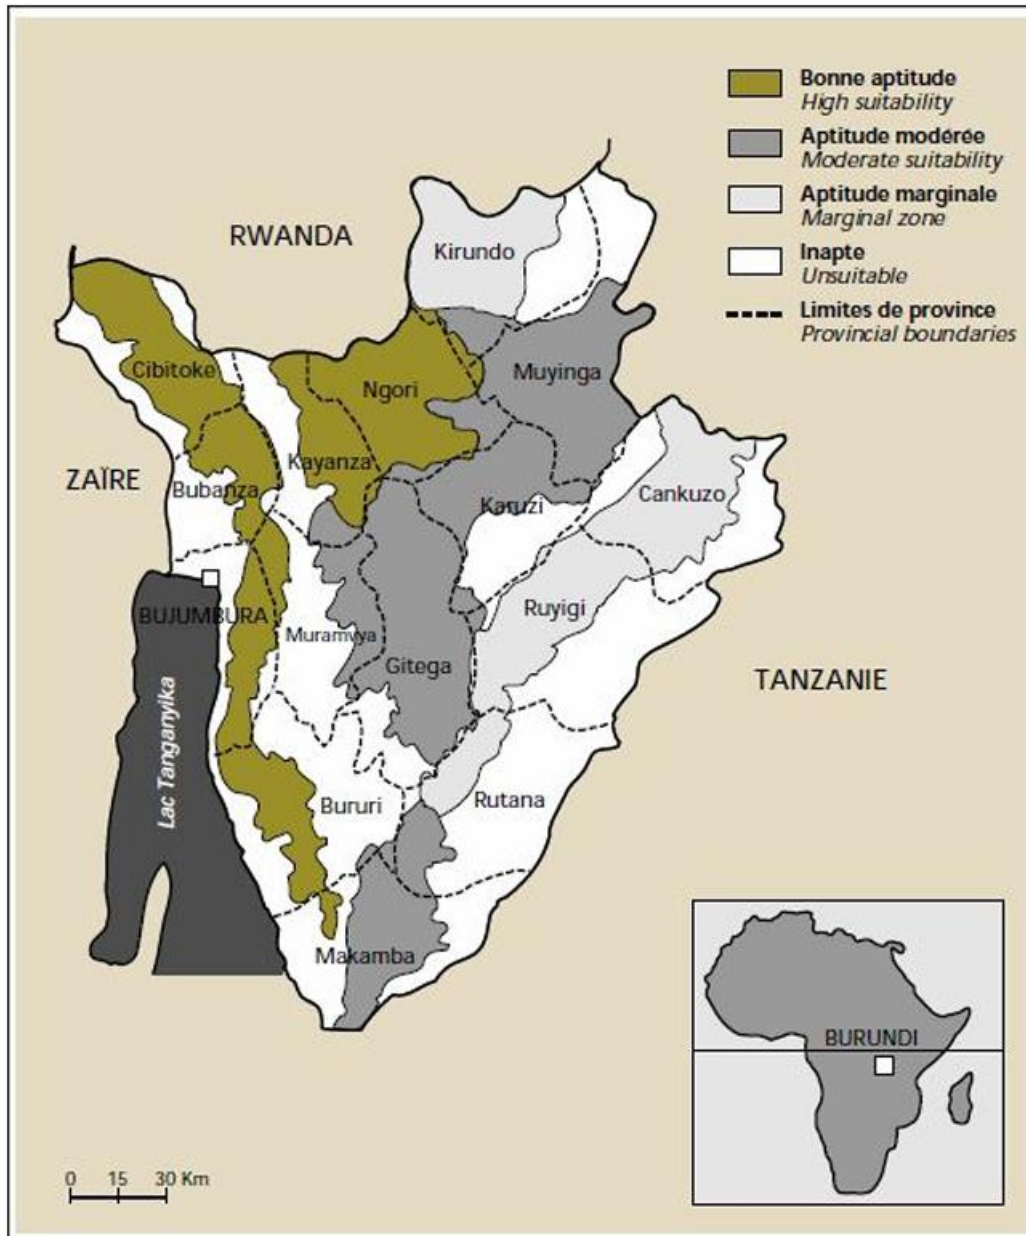 Bonne aptitude
High suitability
Aptitude modérée
Moderate suitability
Aptitude marginale
Marginal zone
Inapte
Unsuitable
Limites de province
Provincial boundaries
RWANDA
Kirundo
Cibitoke
Ngori
Muyinga
ZAÏRE
Bubanza
Kayanza
Karuzi
Cankuzo
BUJUMBURA
Muramvya
Gitega
Ruyigi
TANZANIE
Lac Tanganyika
Bururi
Rutana
Makamba
BURUNDI
0 15 30 Km